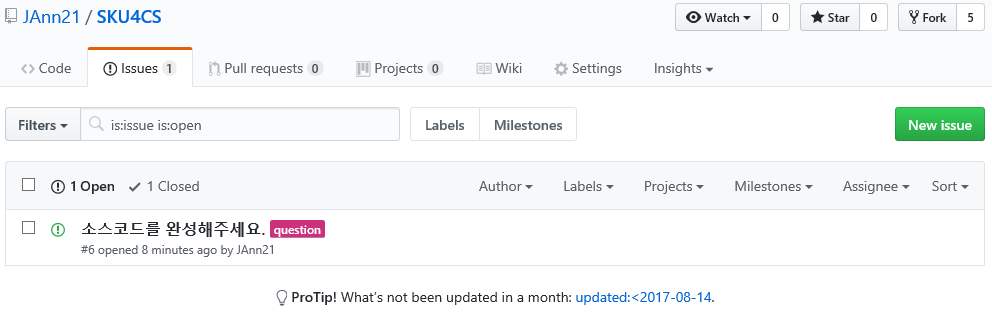 JAnn21 / SKU4CS Watch 0 Star 0 Fork 5
Code Issues 1 Pull requests 0 Projects 0 Wiki Settings Insights
Filters is:issue is:open Labels Milestones New issue
1 Open 1 Closed Author Labels Projects Milestones Assignee Sort
소스코드를 완성해주세요. question
#6 opened 8 minutes ago by JAnn21
ProTip! What's not been updated in a month: updated:<2017-08-14.